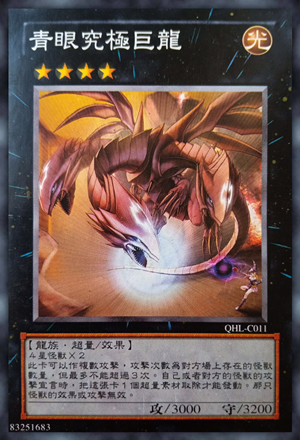 青眼究極巨龍
光
QHL-C011
【龍族．超量/效果】
4星怪獸×2
此卡可以作複數攻擊，攻擊次數為對方場上存在的怪獸
數量，但最多不能超過3次。自己或者對方的怪獸的攻
擊宣言時，把這張卡1個超量素材取除才能發動。那只
怪獸的效果或攻擊無效。
攻/3000 守/3200
83251683